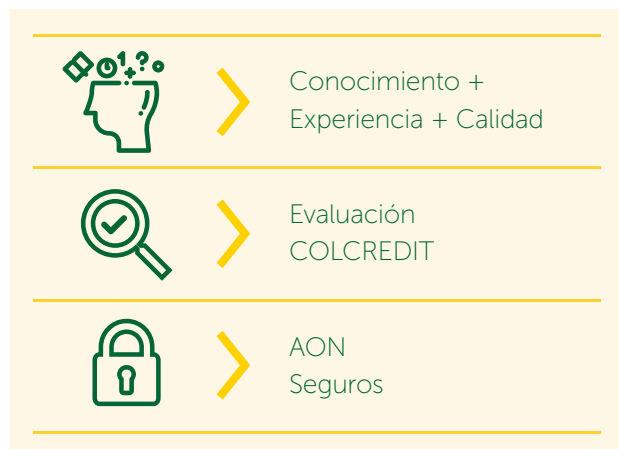 Conocimiento +
Experiencia + Calidad
Evaluación
COLCREDIT
AON
Seguros